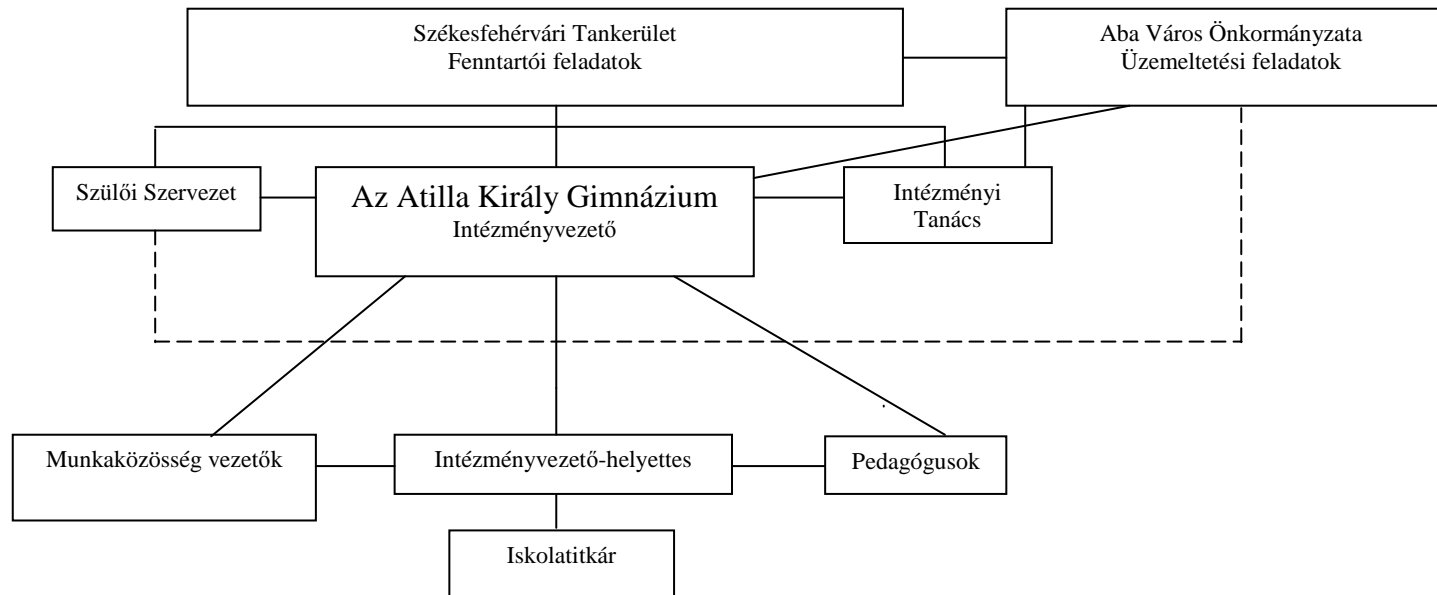 Székesfehérvári Tankerület
Fenntartói feladatok
Aba Város Önkormányzata
Üzemeltetési feladatok
Szülői Szervezet
Az Atilla Király Gimnázium
Intézményvezető
Intézményi
Tanács
Munkaközösség vezetők
Intézményvezető-helyettes
Pedagógusok
Iskolatitkár